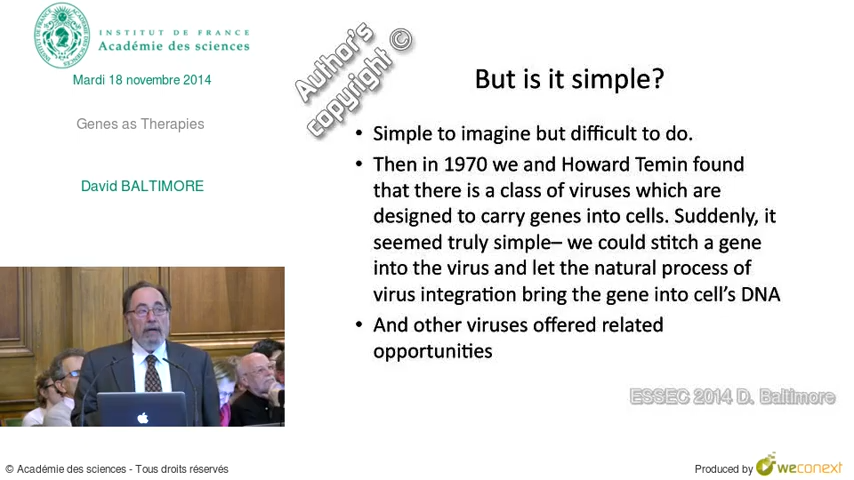 INSTITUT DE FRANCE
Académie des sciences
Mardi 18 novembre 2014
Genes as Therapies
David BALTIMORE
Author's
copyright ©
But is it simple?
• Simple to imagine but difficult to do.
• Then in 1970 we and Howard Temin found
that there is a class of viruses which are
designed to carry genes into cells. Suddenly, it
seemed truly simple– we could stitch a gene
into the virus and let the natural process of
virus integration bring the gene into cell's DNA
• And other viruses offered related
opportunities
ESSEC 2014 D. Baltimore
© Académie des sciences - Tous droits réservés
Produced by weconext